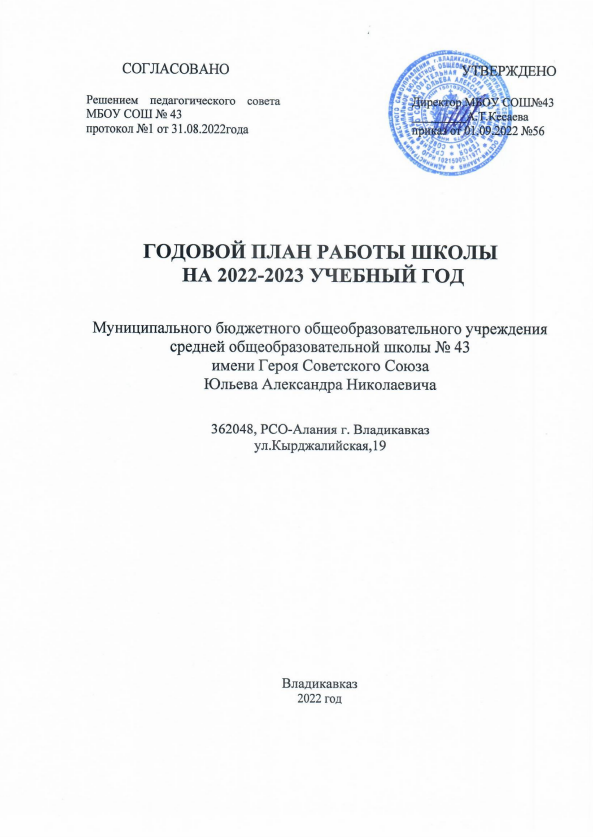 СОГЛАСОВАНО
Решением педагогического совета
МБОУ СОШ № 43
протокол №1 от 31.08.2022года
УТВЕРЖДЕНО
Директор МБОУ СОШ№43
А.Т.Кесаева
приказ от 01.09.2022 №56
ГОДОВОЙ ПЛАН РАБОТЫ ШКОЛЫ
НА 2022-2023 УЧЕБНЫЙ ГОД
Муниципального бюджетного общеобразовательного учреждения
средней общеобразовательной школы № 43
имени Героя Советского Союза
Юльева Александра Николаевича
362048, РСО-Алания г. Владикавказ
ул.Кырджалийская,19
Владикавказ
2022 год